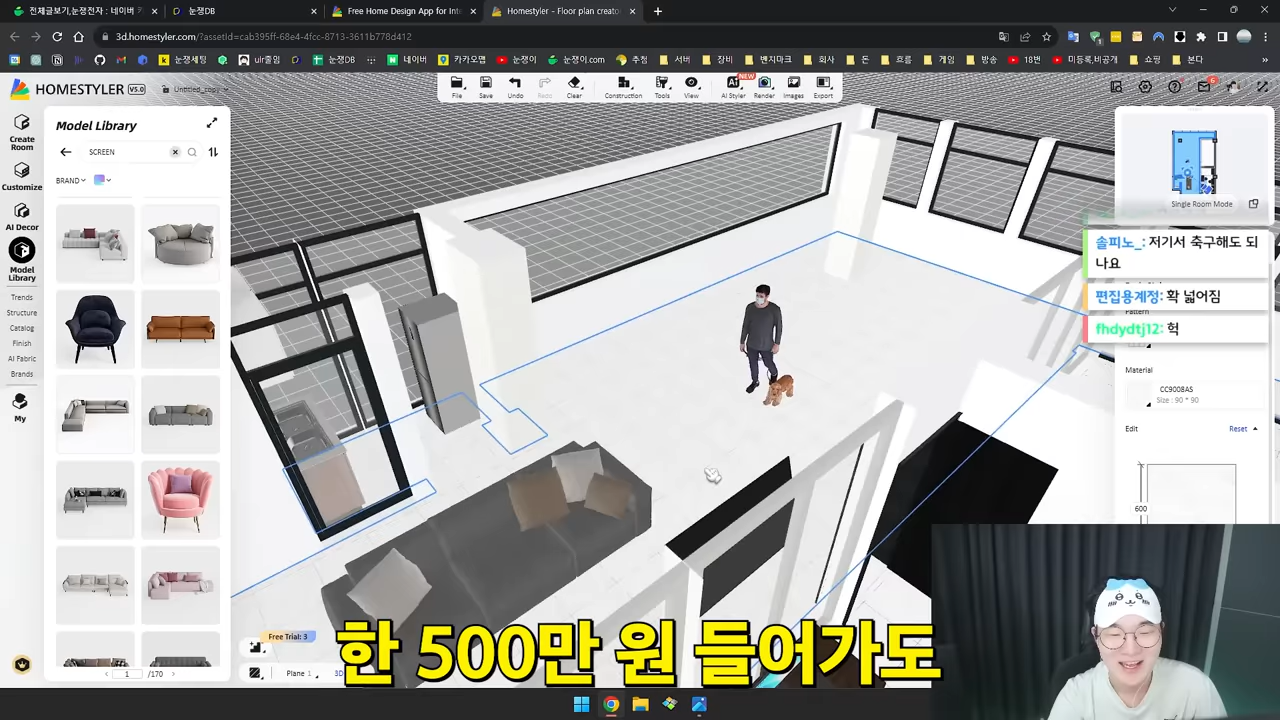 전체글보기,눈쟁전자 : 네이버 카
눈쟁DB
Free Home Design App for Inte
Homestyler - Floor plan creato
3d.homestyler.com/?assetId=cab395ff-68e4-4fcc-8713-3611b778d412
눈쟁세팅
url줄임
눈쟁DB
네이버
카카오맵
눈쟁이
눈쟁이.com
추첨
서버
장비
벤치마크
회사
돈
흐름
게임
방송
18번
미등록,비공개
쇼핑
본다
HOMESTYLER V5.0
Untitled_copy
File
Save
Undo
Redo
Clear
Construction
Tools
View
NEW
AI Styler
Render
Images
Export
6
Create Room
Customize
AI Decor
Model Library
Trends
Structure
Catalog
Finish
AI Fabric
Brands
My
Model Library
SCREEN
BRAND
1 /170
Single Room Mode
솔피노_: 저기서 축구해도 되
나요
편집용계정: 확 넓어짐
fhdydtj12: 헉
Pattern
Material
CC9008AS
Size : 90 * 90
Edit
Reset
600
Free Trial: 3
Plane 1
3D
한 500만 원 들어가도